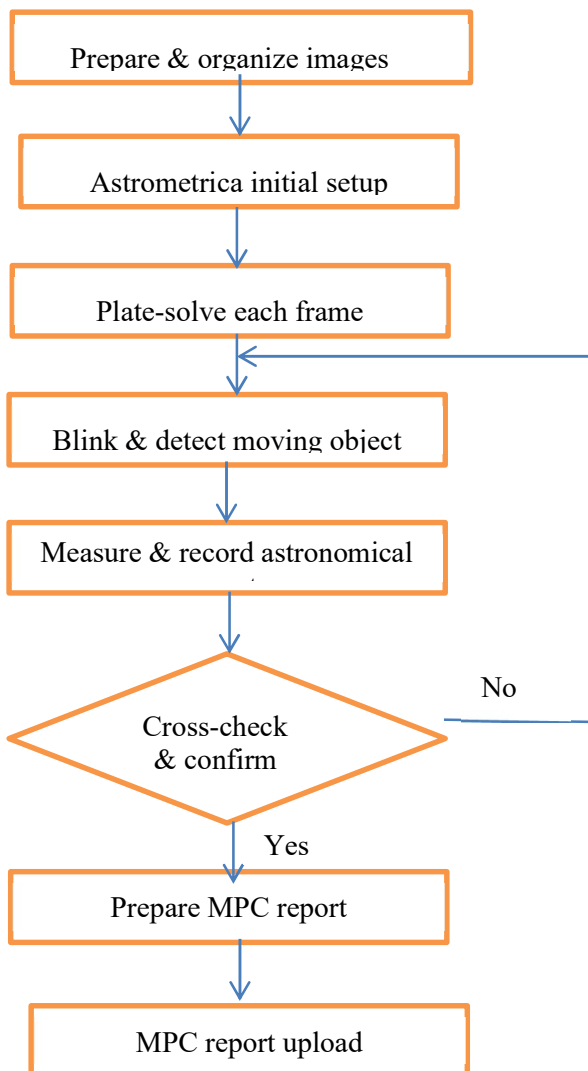 Prepare & organize images
Astrometrica initial setup
Plate-solve each frame
Blink & detect moving object
Measure & record astronomical
No
Cross-check
& confirm
Yes
Prepare MPC report
MPC report upload